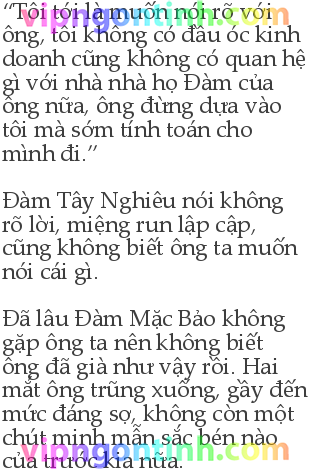 “Tôi tới là muốn nói rõ với
ông, tôi không có đầu óc kinh
doanh cũng không có quan hệ
gì với nhà nhà họ Đàm của
ông nữa, ông đừng dựa vào
tôi mà sớm tính toán cho
mình đi.”
Đàm Tây Nghiêu nói không
rõ lời, miệng run lập cập,
cũng không biết ông ta muốn
nói cái gì.
Đã lâu Đàm Mặc Bảo không
gặp ông ta nên không biết
ông đã già như vậy rồi. Hai
mắt ông trũng xuống, gầy đến
mức đáng sợ, không còn một
chút minh mẫn sắc bén nào
của trước kia nữa.
vipngontinh.com
vipngontinh.com
vipngontinh.com